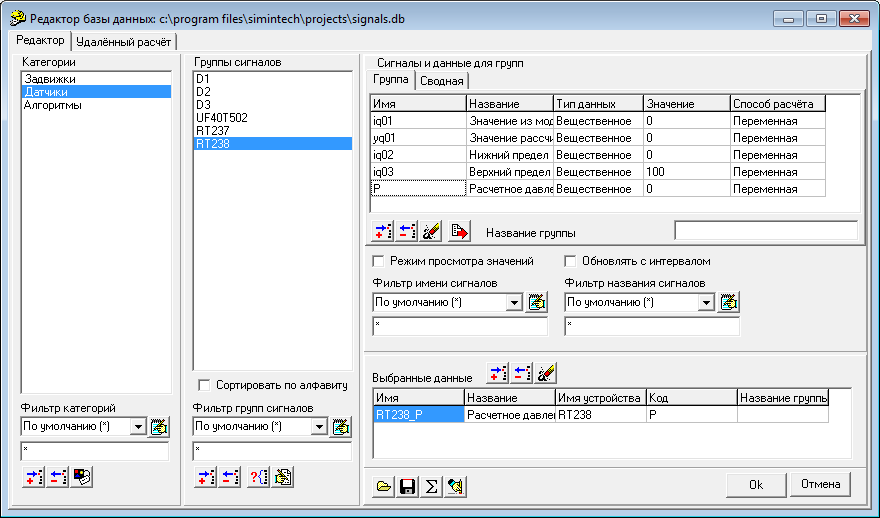 Редактор базы данных: c:\program files\simintech\projects\signals.db
Редактор Удалённый расчёт
Категории
Задвижки
Датчики
Алгоритмы
Фильтр категорий
По умолчанию (*)
*
Группы сигналов
D1
D2
D3
UF40T502
RT237
RT238
Сортировать по алфавиту
Фильтр групп сигналов
По умолчанию (*)
*
Сигналы и данные для групп
Группа Сводная
Имя Название Тип данных Значение Способ расчёта
iq01 Значение из мод Вещественное 0 Переменная
yq01 Значение рассчи Вещественное 0 Переменная
iq02 Нижний предел Вещественное 0 Переменная
iq03 Верхний предел Вещественное 100 Переменная
P Расчетное давле Вещественное 0 Переменная
Название группы
Режим просмотра значений Обновлять с интервалом
Фильтр имени сигналов Фильтр названия сигналов
По умолчанию (*) По умолчанию (*)
* *
Выбранные данные
Имя Название Имя устройства Код Название группы
RT238_P Расчетное давле RT238 P
Ok Отмена